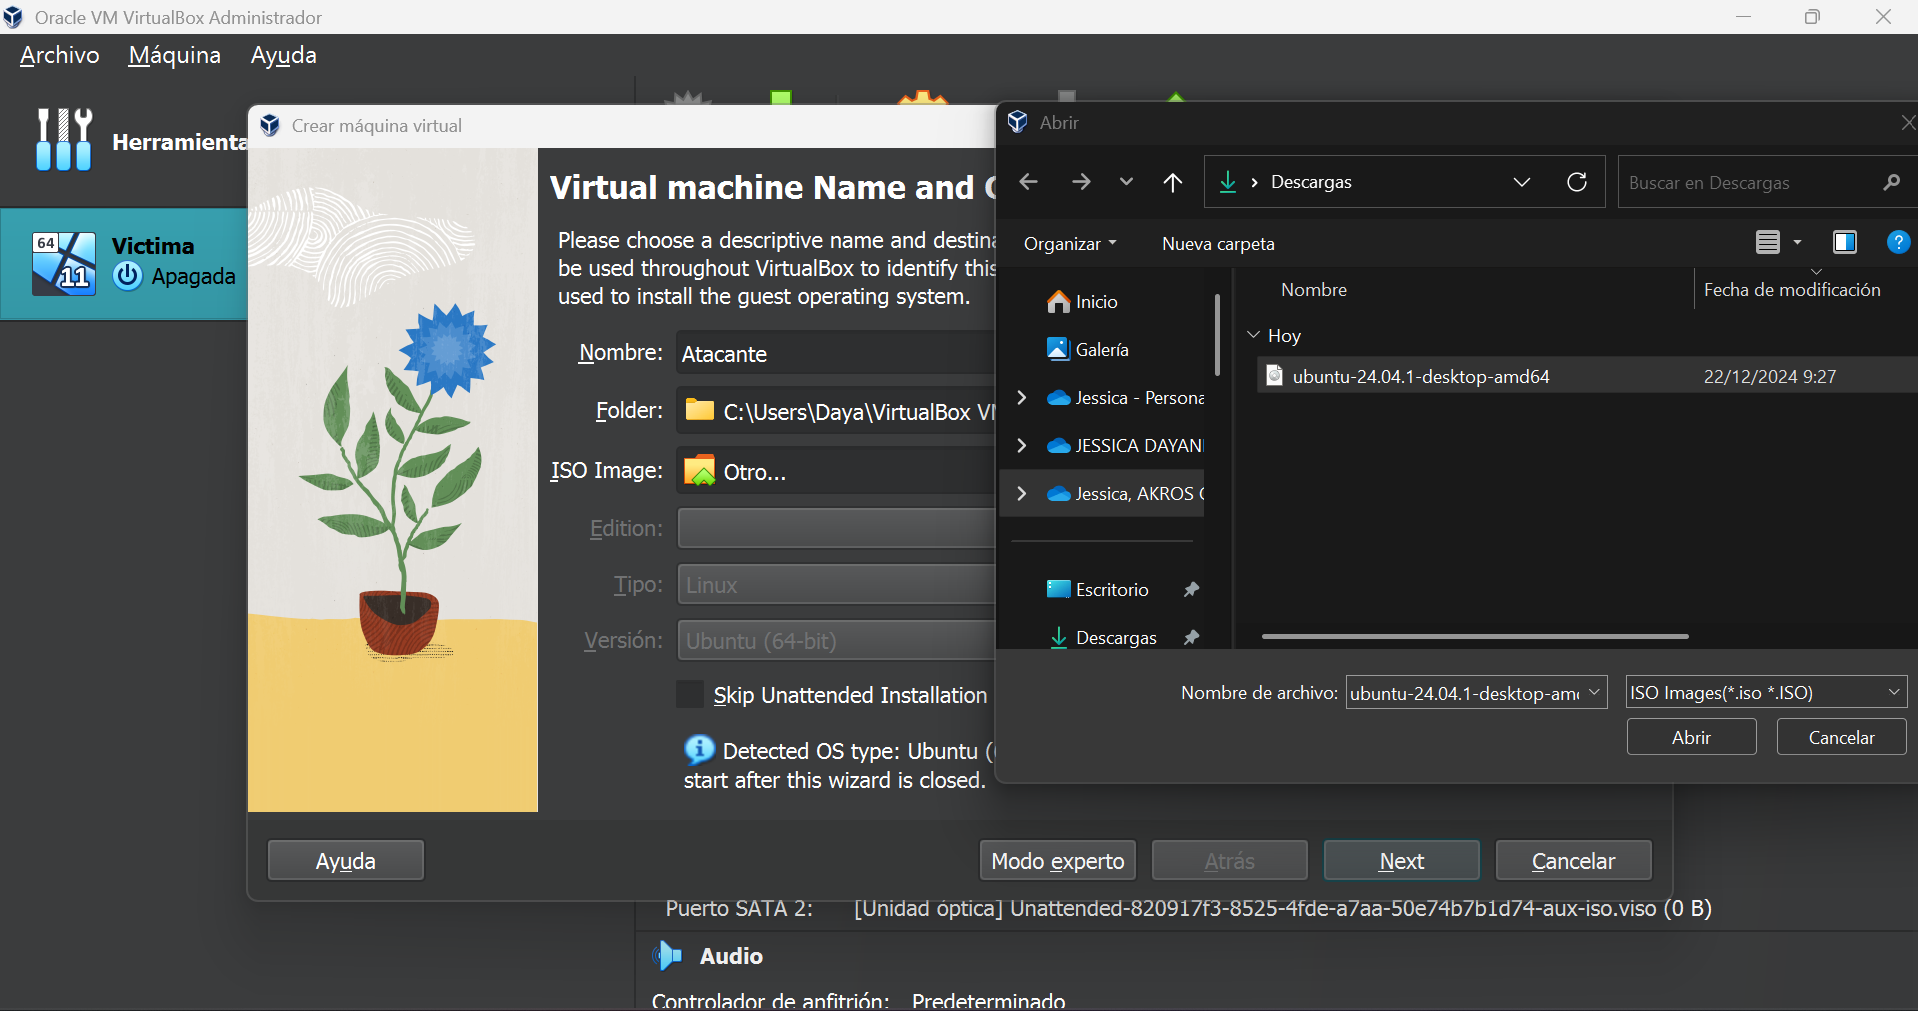 Oracle VM VirtualBox Administrador
Archivo Máquina Ayuda
Herramienta
64
11
Victima
Apagada
Crear máquina virtual
Virtual machine Name and
Please choose a descriptive name and destina
be used throughout VirtualBox to identify this
used to install the guest operating system.
Nombre: Atacante
Folder: C:\Users\Daya\VirtualBox VM
ISO Image: Otro...
Edition:
Tipo: Linux
Versión: Ubuntu (64-bit)
Skip Unattended Installation
Detected OS type: Ubuntu (
start after this wizard is closed.
Ayuda Modo experto Atrás Next Cancelar
Abrir
Descargas
Buscar en Descargas
Organizar Nueva carpeta
Inicio
Galería
Jessica - Persona
JESSICA DAYAN
Jessica, AKROS
Escritorio
Descargas
Nombre Fecha de modificación
Hoy
ubuntu-24.04.1-desktop-amd64 22/12/2024 9:27
Nombre de archivo: ubuntu-24.04.1-desktop-am ISO Images(*.iso *.ISO)
Abrir Cancelar
Puerto SATA 2: [Unidad óptica] Unattended-820917f3-8525-4fde-a7aa-50e74b7b1d74-aux-iso.viso (0 B)
Audio
Controlador de anfitrión: Predeterminado